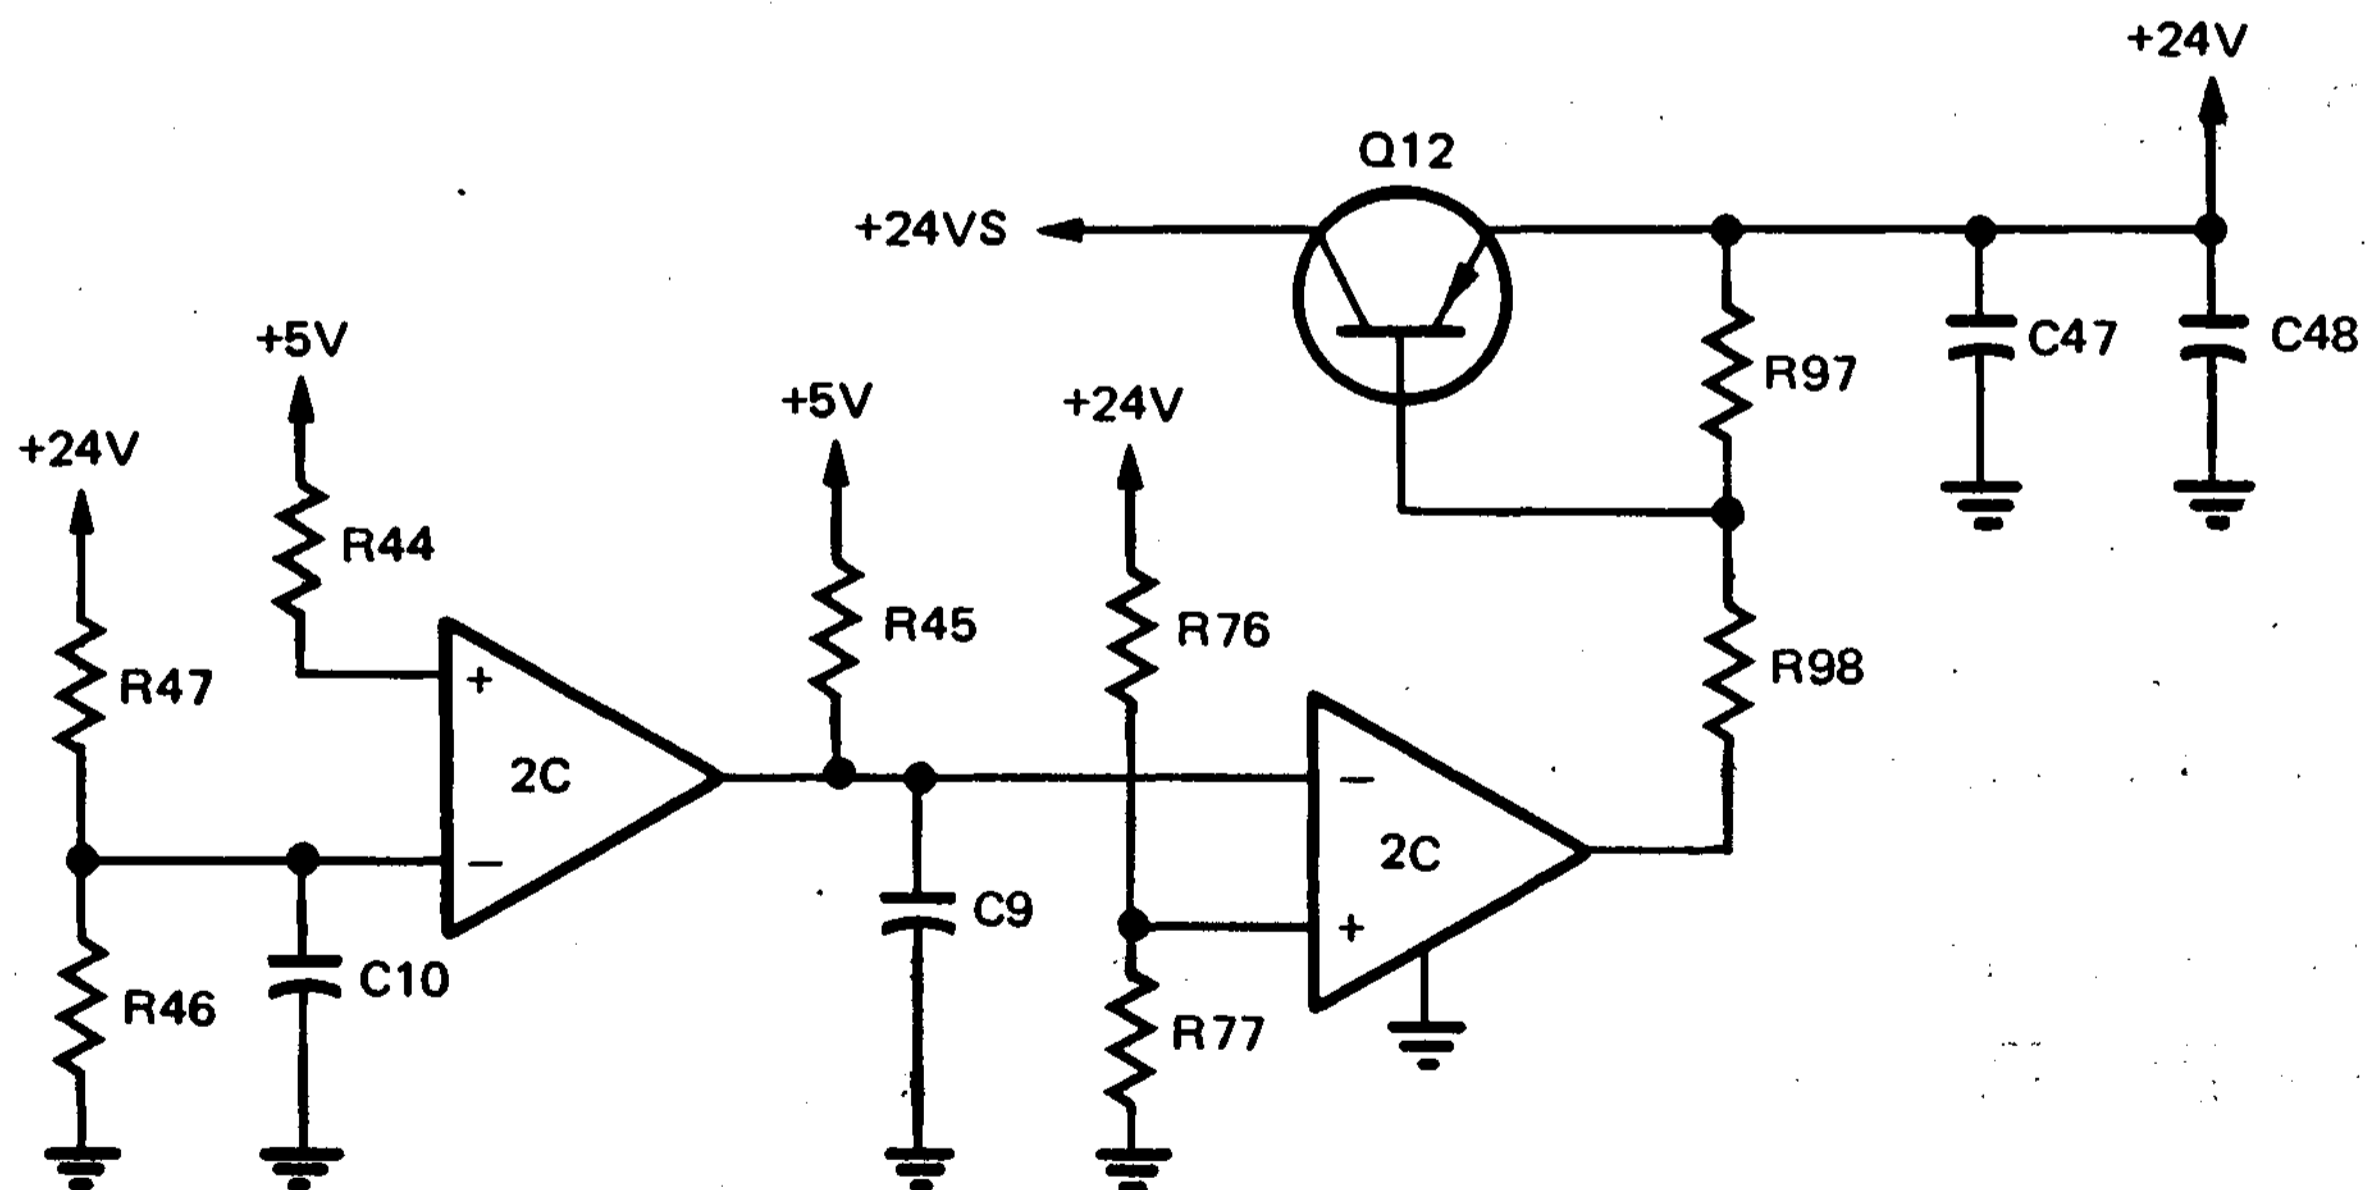 +24V
Q12
+24VS
+5V
C47
C48
R97
+5V
+24V
+24V
R44
R45
R76
R98
R47
+
2C
−
−
2C
+
C9
C10
R46
R77